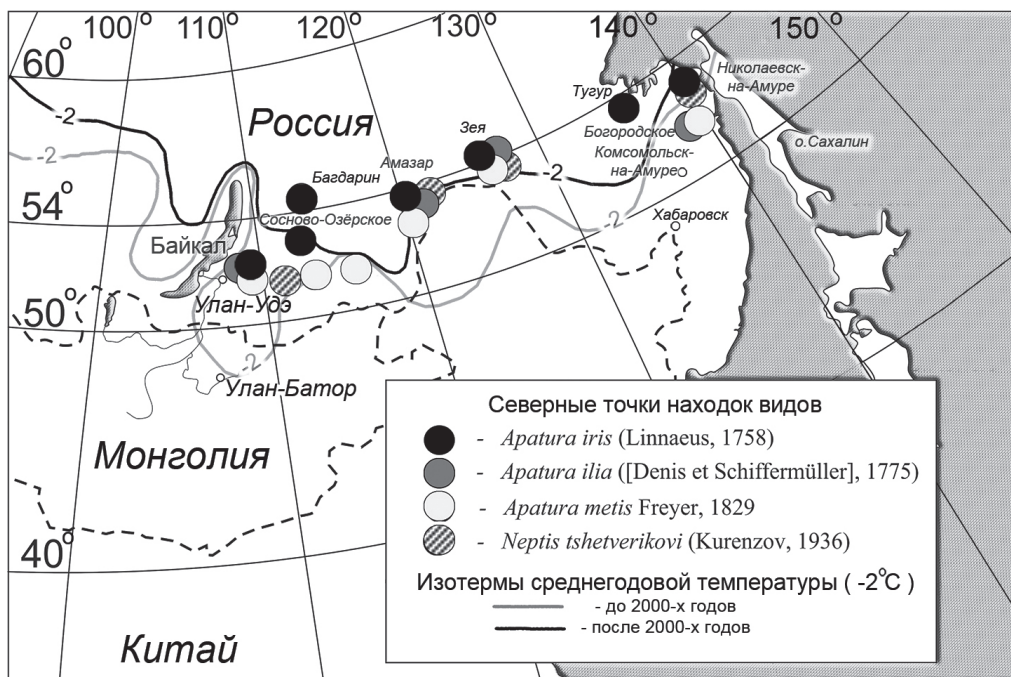 100° 110° 120° 130° 140° 150°
60°
Николаевск-
на-Амуре
-2
Тугур
Россия
Зея
Богородское
о.Сахалин
-2
Амазар
Комсомольск-
на-Амуре
Багдарин
-2
54°
Сосново-Озёрское
-2
Хабаровск
Байкал
Улан-Удэ
50°
-2
Улан-Батор
Монголия
40°
Китай
Северные точки находок видов
- Apatura iris (Linnaeus, 1758)
- Apatura ilia ([Denis et Schiffermüller], 1775)
- Apatura metis Freyer, 1829
- Neptis tshetverikovi (Kurenzov, 1936)
Изотермы среднегодовой температуры ( -2°C )
- до 2000-х годов
- после 2000-х годов